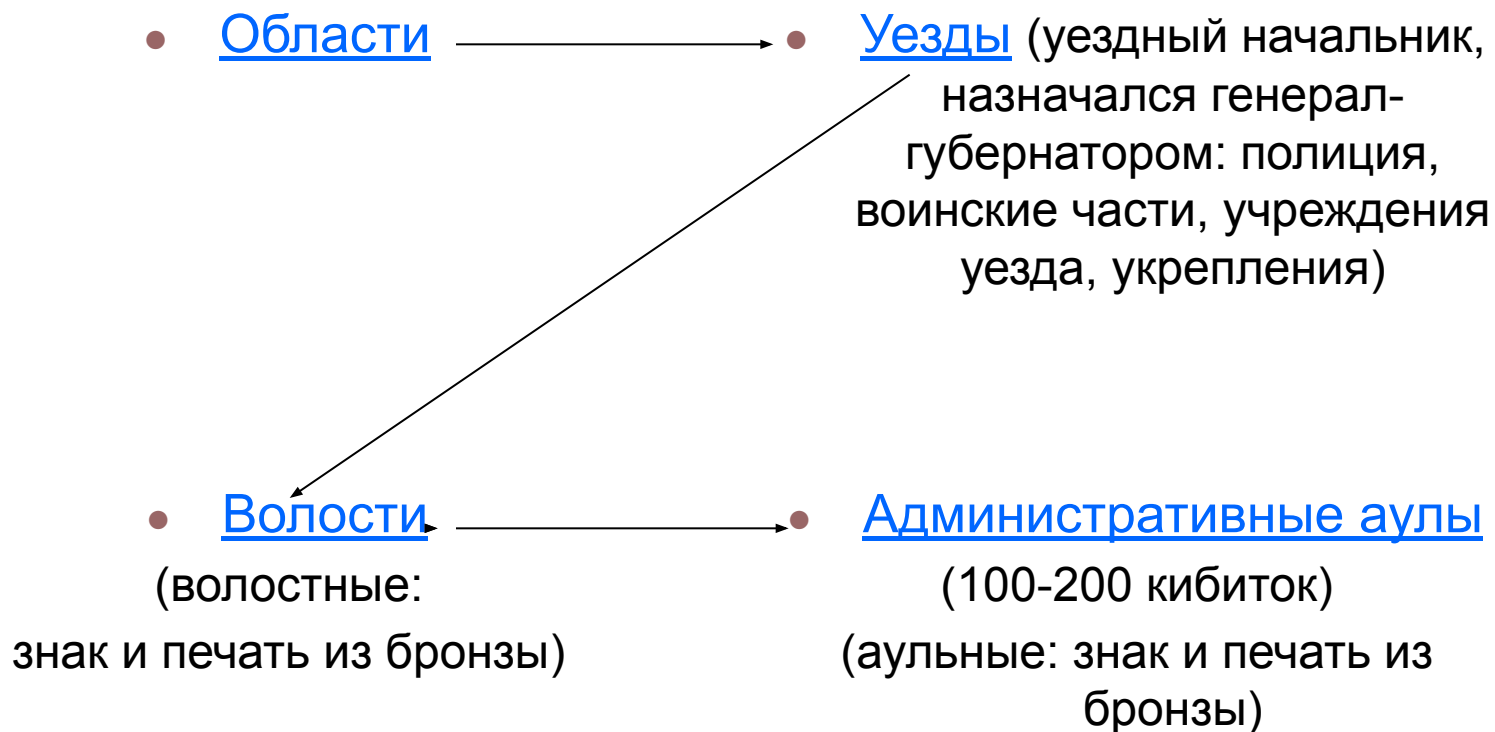 • Области
• Уезды (уездный начальник,
назначался генерал-
губернатором: полиция,
воинские части, учреждения
уезда, укрепления)
• Волости
(волостные:
знак и печать из бронзы)
• Административные аулы
(100-200 кибиток)
(аульные: знак и печать из
бронзы)